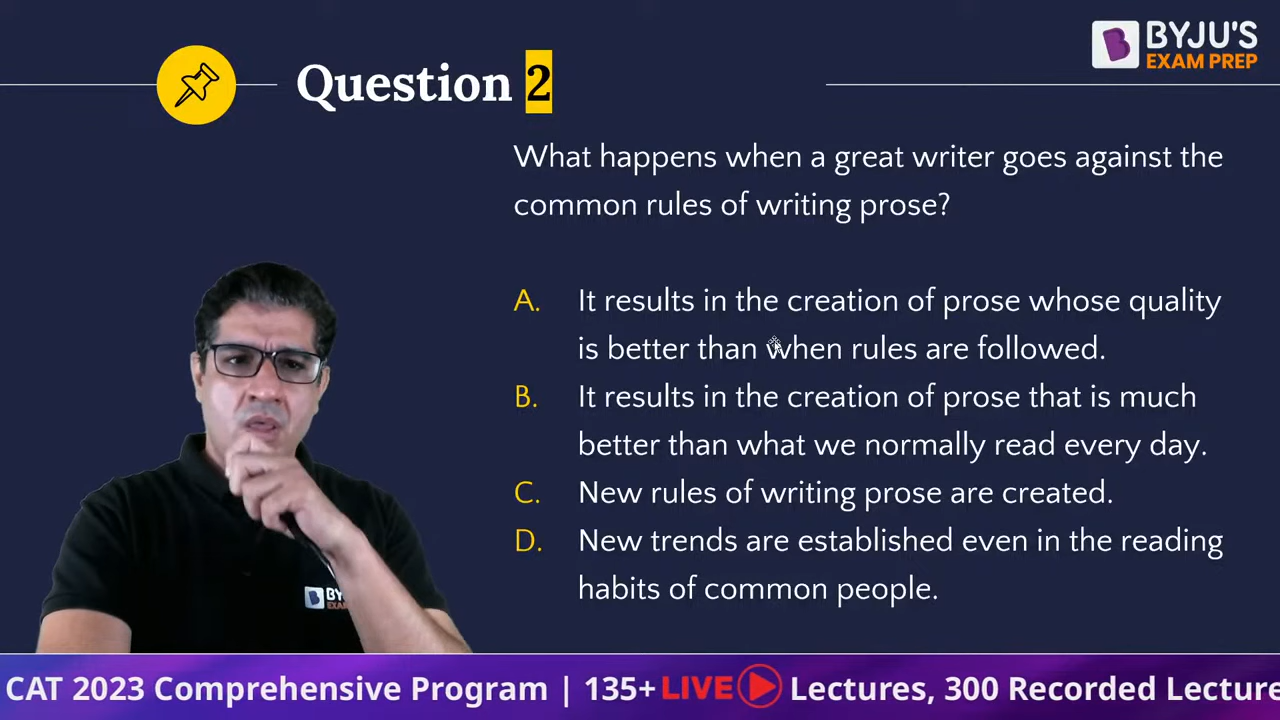 BYJU'S
EXAM PREP
Question 2
What happens when a great writer goes against the
common rules of writing prose?
A. It results in the creation of prose whose quality
is better than when rules are followed.
B. It results in the creation of prose that is much
better than what we normally read every day.
C. New rules of writing prose are created.
D. New trends are established even in the reading
habits of common people.
BYJU
EXAM
CAT 2023 Comprehensive Program | 135+ LIVE Lectures, 300 Recorded Lecture